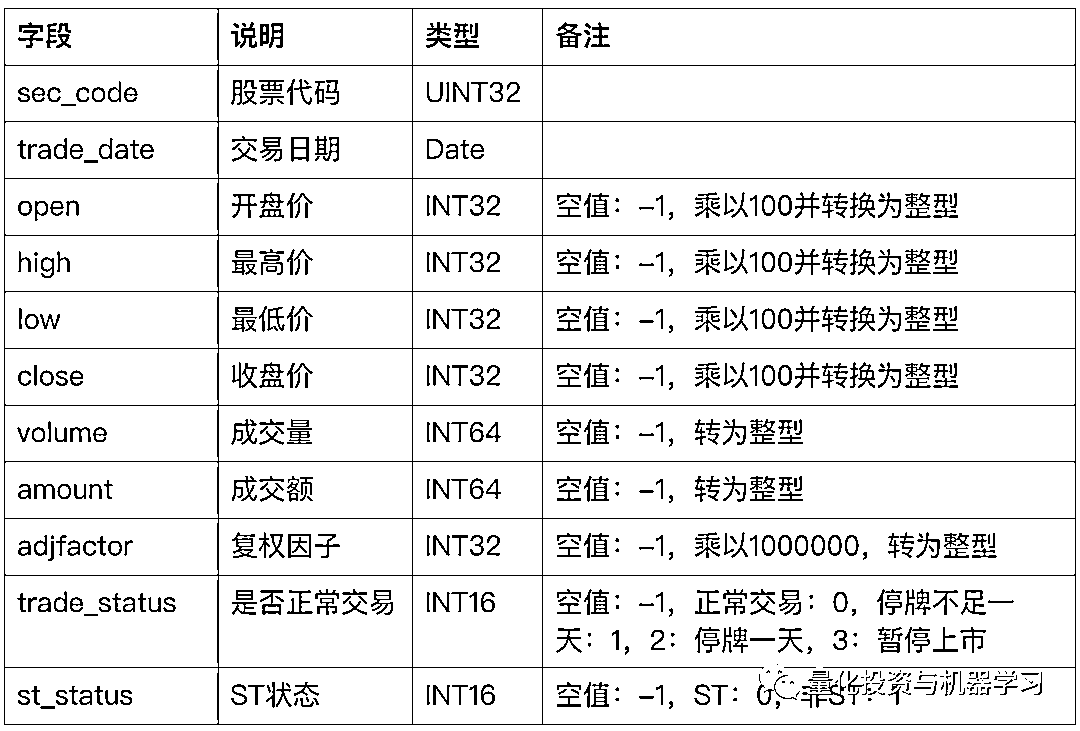 字段 说明 类型 备注
sec_code 股票代码 UINT32
trade_date 交易日期 Date
open 开盘价 INT32 空值：-1，乘以100并转换为整型
high 最高价 INT32 空值：-1，乘以100并转换为整型
low 最低价 INT32 空值：-1，乘以100并转换为整型
close 收盘价 INT32 空值：-1，乘以100并转换为整型
volume 成交量 INT64 空值：-1，转为整型
amount 成交额 INT64 空值：-1，转为整型
adjfactor 复权因子 INT32 空值：-1，乘以1000000，转为整型
trade_status 是否正常交易 INT16 空值：-1，正常交易：0，停牌不足一
天：1，2：停牌一天，3：暂停上市
st_status ST状态 INT16 空值：-1，ST：0，非ST：1
量化投资与机器学习